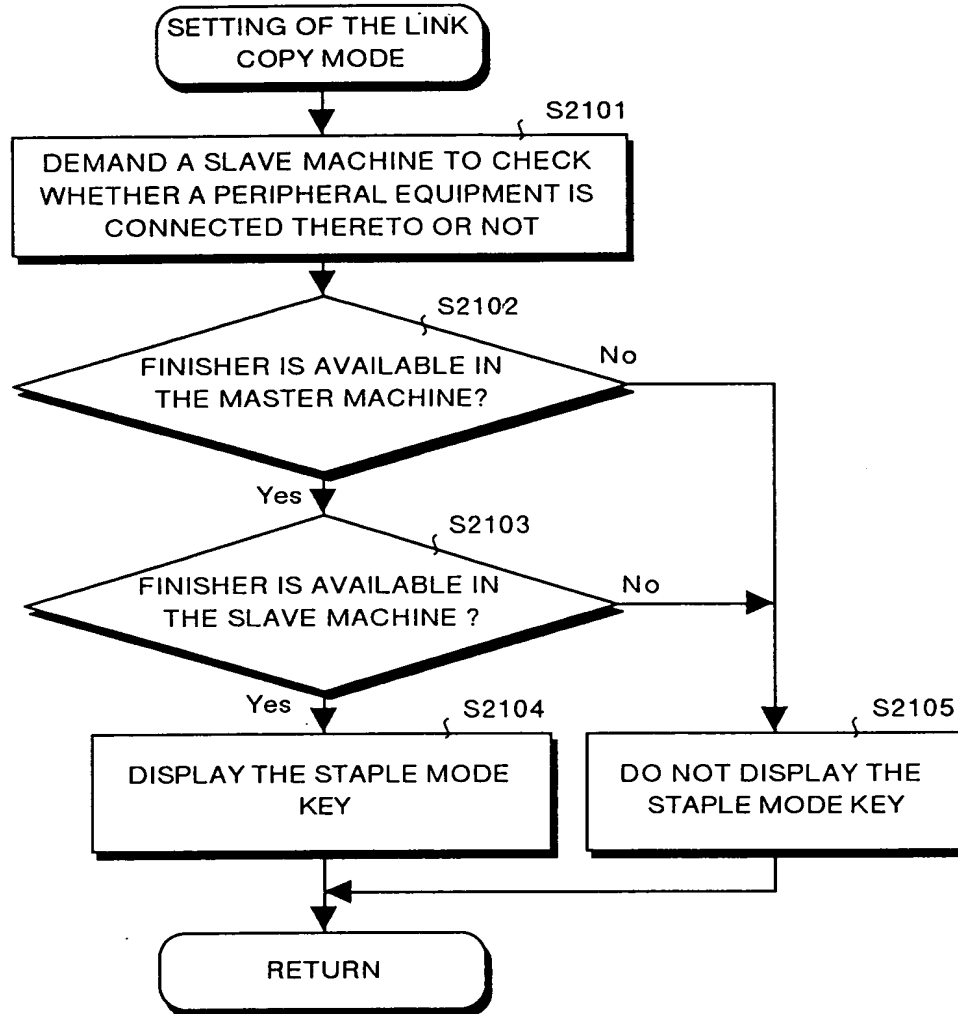 SETTING OF THE LINK
COPY MODE
S2101
DEMAND A SLAVE MACHINE TO CHECK
WHETHER A PERIPHERAL EQUIPMENT IS
CONNECTED THERETO OR NOT
S2102
FINISHER IS AVAILABLE IN
THE MASTER MACHINE?
No
Yes
S2103
FINISHER IS AVAILABLE IN
THE SLAVE MACHINE ?
No
Yes
S2104
DISPLAY THE STAPLE MODE
KEY
S2105
DO NOT DISPLAY THE
STAPLE MODE KEY
RETURN